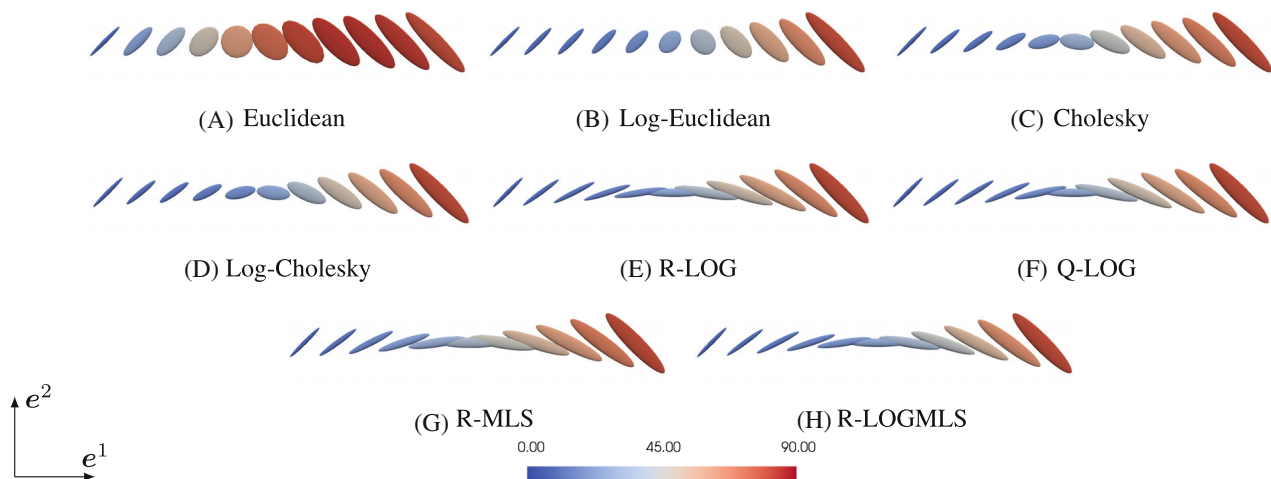 (A) Euclidean
(B) Log-Euclidean
(C) Cholesky
(D) Log-Cholesky
(E) R-LOG
(F) Q-LOG
(G) R-MLS
(H) R-LOGMLS
e²
e¹
0.00 45.00 90.00